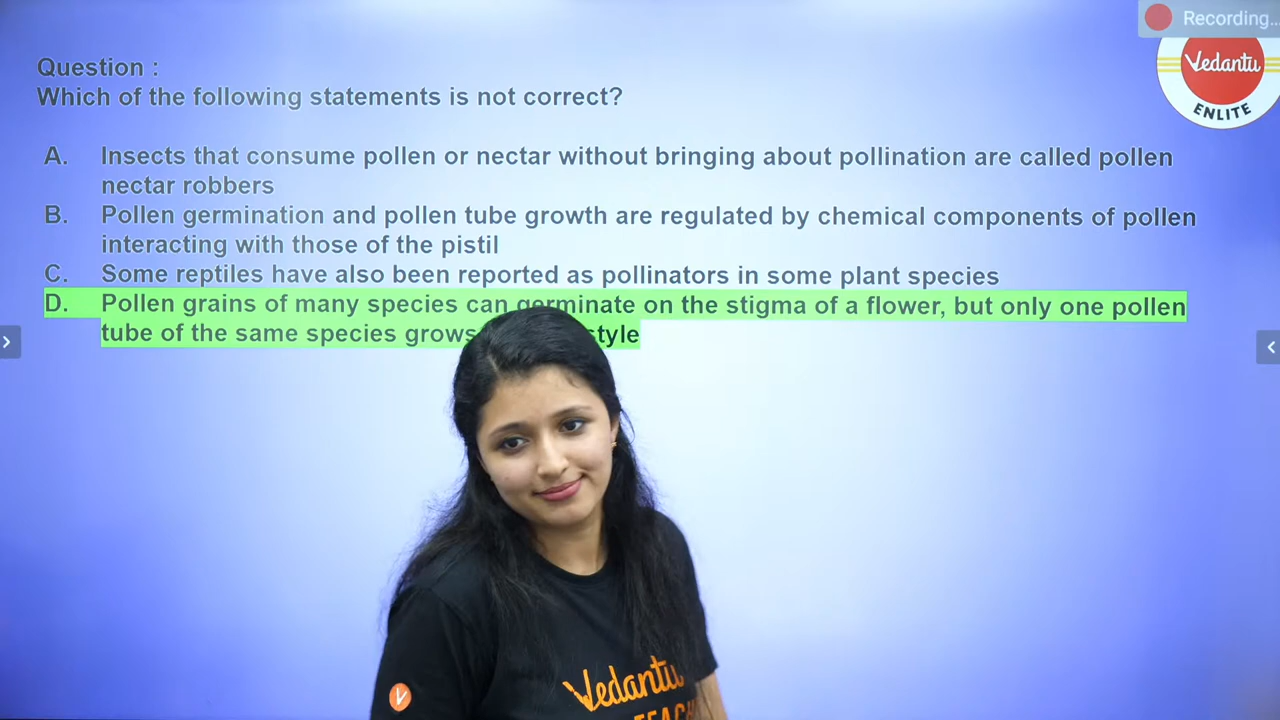 Recording...
Vedantu
ENLITE
Question :
Which of the following statements is not correct?
A. Insects that consume pollen or nectar without bringing about pollination are called pollen
nectar robbers
B. Pollen germination and pollen tube growth are regulated by chemical components of pollen
interacting with those of the pistil
C. Some reptiles have also been reported as pollinators in some plant species
D. Pollen grains of many species can germinate on the stigma of a flower, but only one pollen
tube of the same species grows style
Vedantu